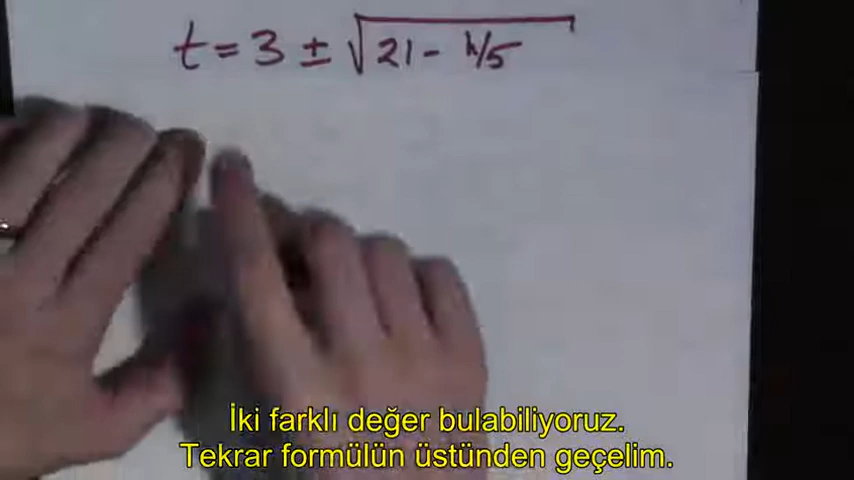 t = 3 ± √21 - h/5
İki farklı değer bulabiliyoruz.
Tekrar formülün üstünden geçelim.